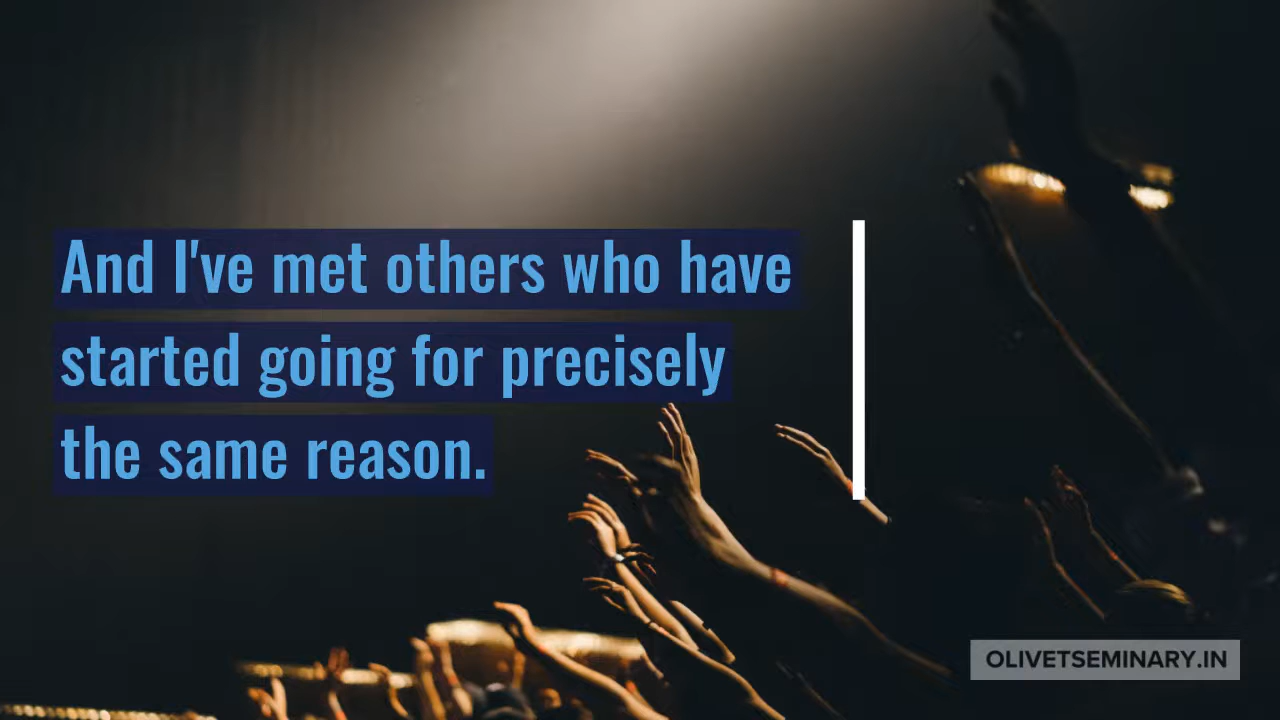 And I've met others who have
started going for precisely
the same reason.
OLIVETSEMINARY.IN